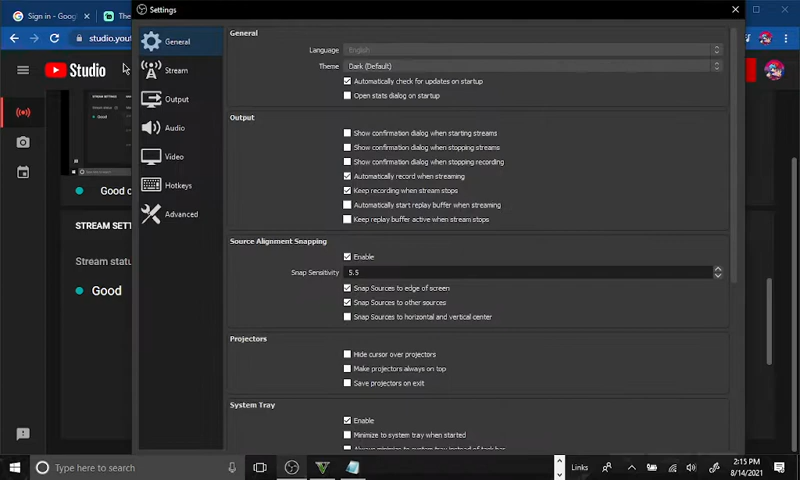 Sign in - Goog
The
Settings
studio.yout
Studio
General
Stream
Output
Audio
Video
Hotkeys
Advanced
General
Language English
Theme Dark (Default)
Automatically check for updates on startup
Open stats dialog on startup
Output
Show confirmation dialog when starting streams
Show confirmation dialog when stopping streams
Show confirmation dialog when stopping recording
Automatically record when streaming
Keep recording when stream stops
Automatically start replay buffer when streaming
Keep replay buffer active when stream stops
Source Alignment Snapping
Enable
Snap Sensitivity 5.5
Snap Sources to edge of screen
Snap Sources to other sources
Snap Sources to horizontal and vertical center
Projectors
Hide cursor over projectors
Make projectors always on top
Save projectors on exit
System Tray
Enable
Minimize to system tray when started
Good c
STREAM SETT
Stream statu
Good
Type here to search
Links
2:15 PM
8/14/2021